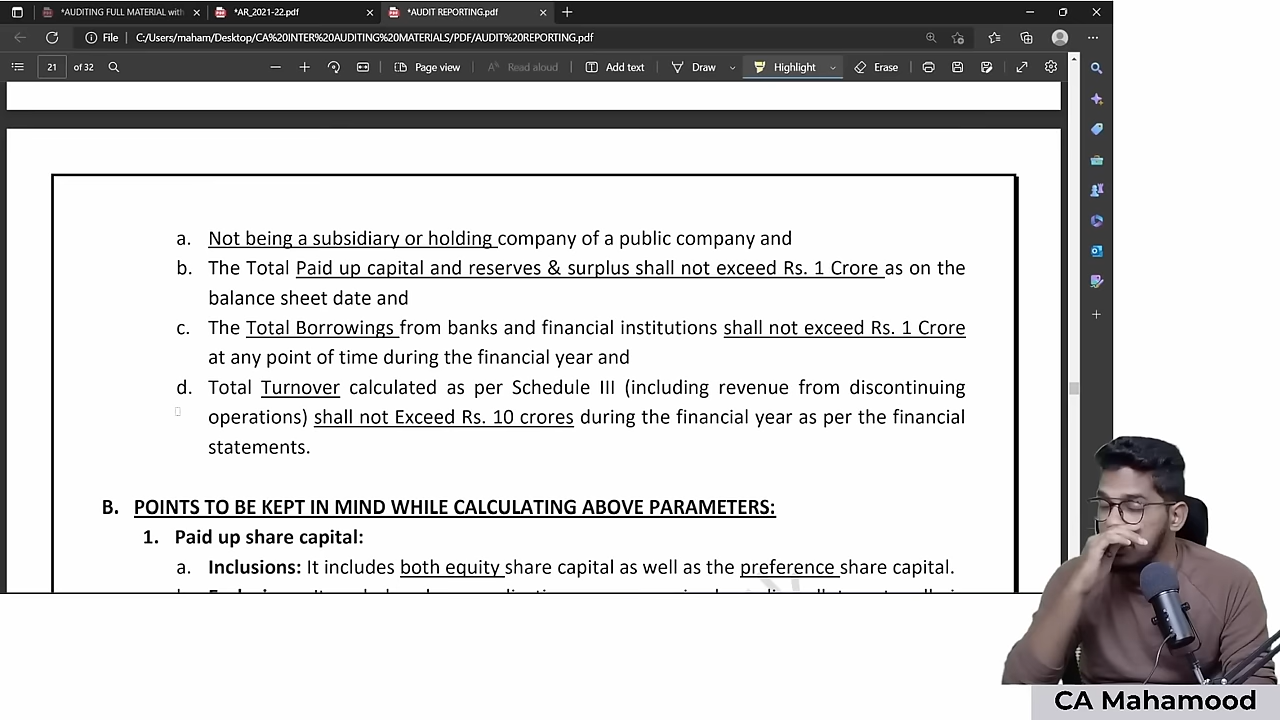 *AUDITING FULL MATERIAL with
*AR_2021-22.pdf
*AUDIT REPORTING.pdf
File
C:/Users/maham/Desktop/CA%20INTER%20AUDITING%20MATERIALS/PDF/AUDIT%20REPORTING.pdf
21 of 32
Page view
Read aloud
Add text
Draw
Highlight
Erase
a. Not being a subsidiary or holding company of a public company and
b. The Total Paid up capital and reserves & surplus shall not exceed Rs. 1 Crore as on the
balance sheet date and
c. The Total Borrowings from banks and financial institutions shall not exceed Rs. 1 Crore
at any point of time during the financial year and
d. Total Turnover calculated as per Schedule III (including revenue from discontinuing
operations) shall not Exceed Rs. 10 crores during the financial year as per the financial
statements.
B. POINTS TO BE KEPT IN MIND WHILE CALCULATING ABOVE PARAMETERS:
1. Paid up share capital:
a. Inclusions: It includes both equity share capital as well as the preference share capital.
CA Mahamood